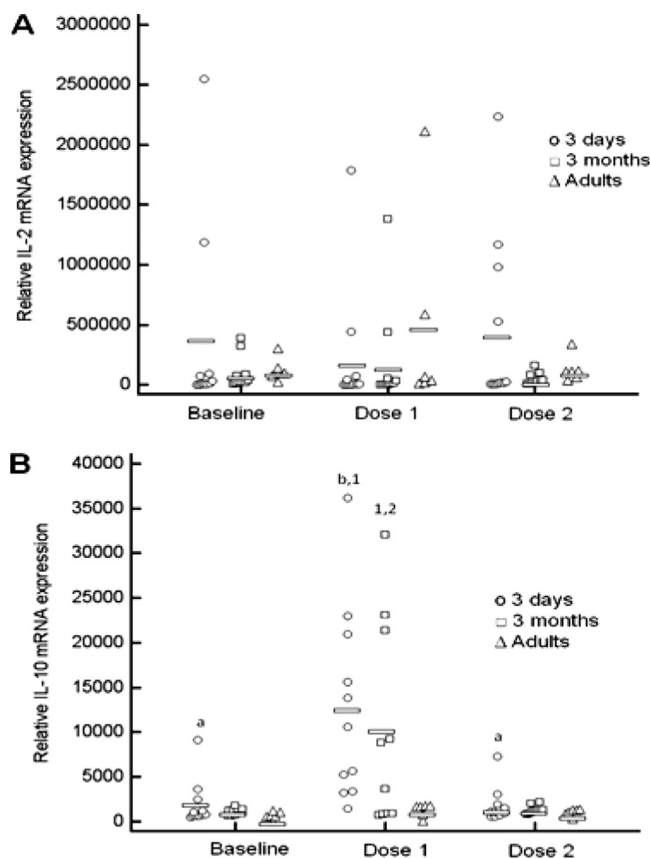 A
Relative IL-2 mRNA expression
3000000
2500000
2000000
1500000
1000000
500000
0
3 days
3 months
Adults
Baseline Dose 1 Dose 2
B
Relative IL-10 mRNA expression
40000
35000
30000
25000
20000
15000
10000
5000
0
b,1
1,2
a
a
3 days
3 months
Adults
Baseline Dose 1 Dose 2